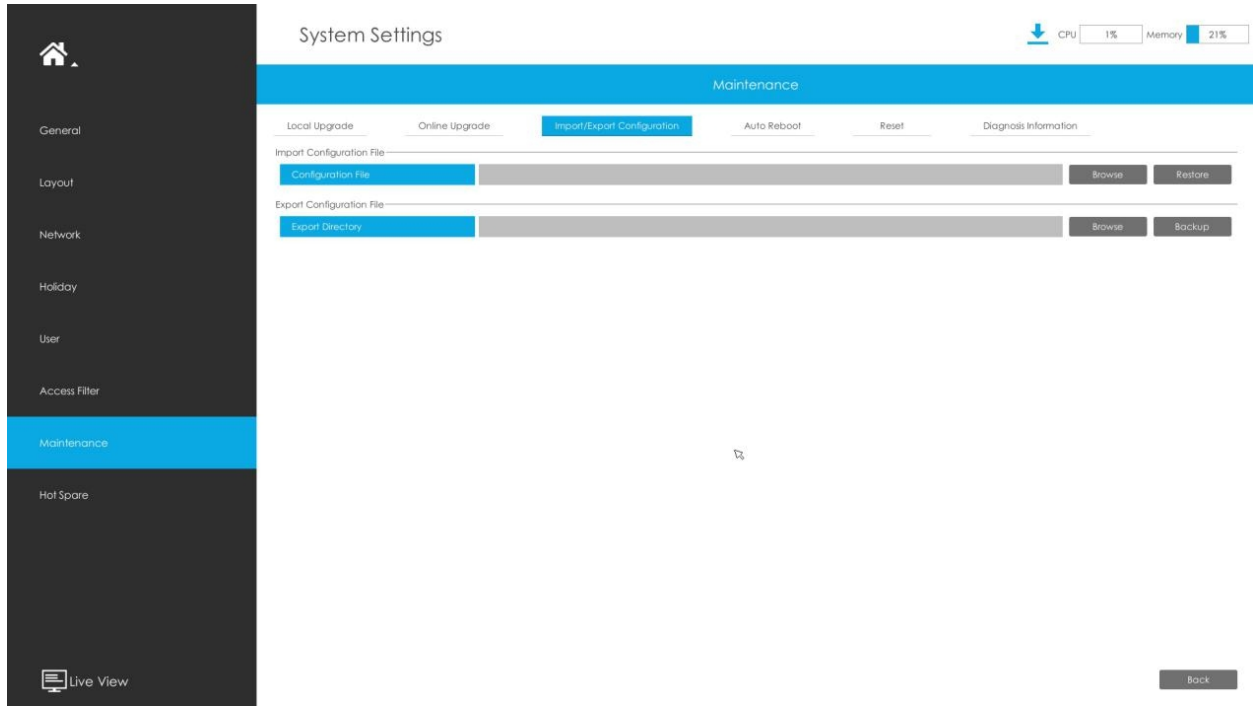 System Settings
CPU 1% Memory 21%
Maintenance
General
Layout
Network
Holiday
User
Access Filter
Maintenance
Hot Spare
Live View
Local Upgrade Online Upgrade Import/Export Configuration Auto Reboot Reset Diagnosis Information
Import Configuration File
Configuration File Browse Restore
Export Configuration File
Export Directory Browse Backup
Back